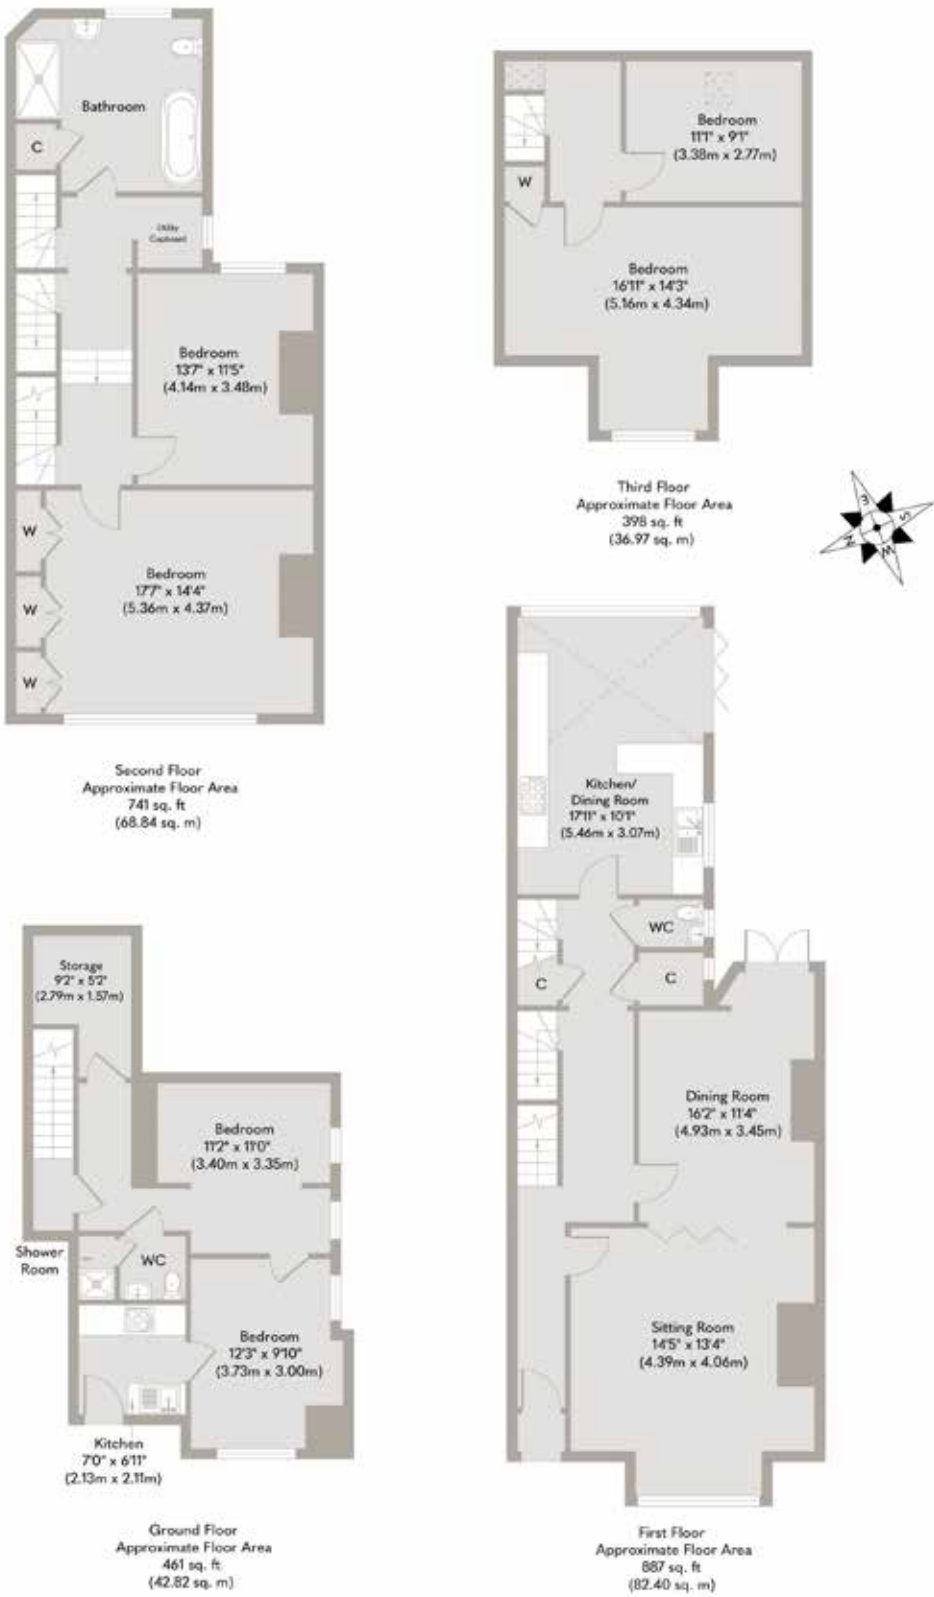 Bathroom
C
Utility
Cupboard
Bedroom
13'7" x 11'5"
(4.14m x 3.48m)
W
W
W
Bedroom
17'7" x 14'4"
(5.36m x 4.37m)
Second Floor
Approximate Floor Area
741 sq. ft
(68.84 sq. m)
Bedroom
11'1" x 9'1"
(3.38m x 2.77m)
W
Bedroom
16'11" x 14'3"
(5.16m x 4.34m)
Third Floor
Approximate Floor Area
398 sq. ft
(36.97 sq. m)
E
S
N
W
Storage
9'2" x 5'2"
(2.79m x 1.57m)
Bedroom
11'2" x 11'0"
(3.40m x 3.35m)
Shower
Room
WC
Bedroom
12'3" x 9'10"
(3.73m x 3.00m)
Kitchen
7'0" x 6'11"
(2.13m x 2.11m)
Ground Floor
Approximate Floor Area
461 sq. ft
(42.82 sq. m)
Kitchen/
Dining Room
17'11" x 10'1"
(5.46m x 3.07m)
WC
C
C
Dining Room
16'2" x 11'4"
(4.93m x 3.45m)
Sitting Room
14'5" x 13'4"
(4.39m x 4.06m)
First Floor
Approximate Floor Area
887 sq. ft
(82.40 sq. m)